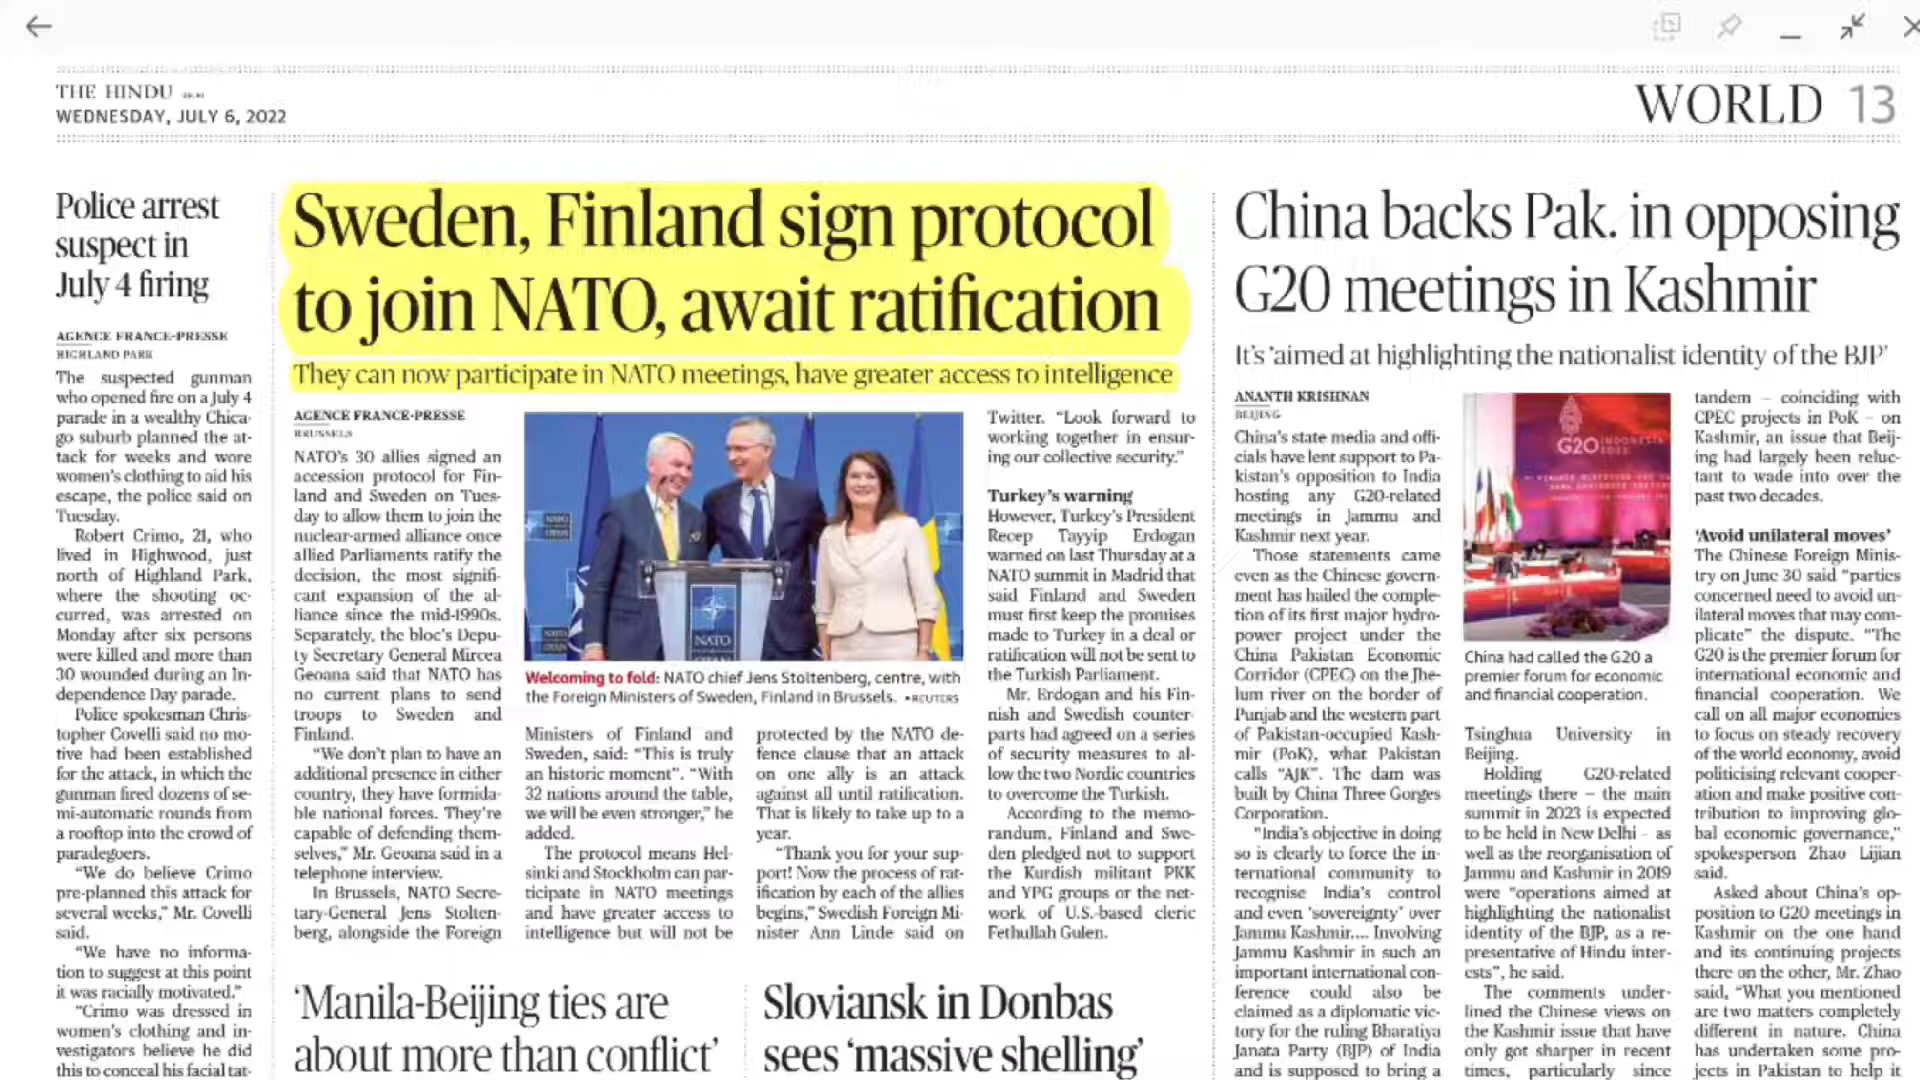 THE HINDU
WEDNESDAY, JULY 6, 2022
WORLD 13
Police arrest
suspect in
July 4 firing
AGENCE FRANCE-PRESSE
HIGHLAND PARK
The suspected gunman
who opened fire on a July 4
parade in a wealthy Chica-
go suburb planned the at-
tack for weeks and wore
women's clothing to aid his
escape, the police said on
Tuesday.
Robert Crimo, 21, who
lived in Highwood, just
north of Highland Park,
where the shooting oc-
curred, was arrested on
Monday after six persons
were killed and more than
30 wounded during an In-
dependence Day parade.
Police spokesman Chris-
topher Covelli said no mo-
tive had been established
for the attack, in which the
gunman fired dozens of se-
mi-automatic rounds from
a rooftop into the crowd of
paradegoers.
"We do believe Crimo
pre-planned this attack for
several weeks," Mr. Covelli
said.
"We have no informa-
tion to suggest at this point
it was racially motivated."
"Crimo was dressed in
women's clothing and in-
vestigators believe he did
this to conceal his facial tat-
Sweden, Finland sign protocol
to join NATO, await ratification
They can now participate in NATO meetings, have greater access to intelligence
AGENCE FRANCE-PRESSE
BRUSSELS
NATO's 30 allies signed an
accession protocol for Fin-
land and Sweden on Tues-
day to allow them to join the
nuclear-armed alliance once
allied Parliaments ratify the
decision, the most signifi-
cant expansion of the al-
liance since the mid-1990s.
Separately, the bloc's Depu-
ty Secretary General Mircea
Geoana said that NATO has
no current plans to send
troops to Sweden and
Finland.
"We don't plan to have an
additional presence in either
country, they have formida-
ble national forces. They're
capable of defending them-
selves," Mr. Geoana said in a
telephone interview.
In Brussels, NATO Secre-
tary-General Jens Stolten-
berg, alongside the Foreign
NATO
OTAN
NATO
OTAN
NATO
Welcoming to fold: NATO chief Jens Stoltenberg, centre, with
the Foreign Ministers of Sweden, Finland in Brussels. •REUTERS
Ministers of Finland and
Sweden, said: "This is truly
an historic moment". "With
32 nations around the table,
we will be even stronger," he
added.
The protocol means Hel-
sinki and Stockholm can par-
ticipate in NATO meetings
and have greater access to
intelligence but will not be
protected by the NATO de-
fence clause that an attack
on one ally is an attack
against all until ratification.
That is likely to take up to a
year.
"Thank you for your sup-
port! Now the process of rat-
ification by each of the allies
begins," Swedish Foreign Mi-
nister Ann Linde said on
Twitter. "Look forward to
working together in ensur-
ing our collective security."
Turkey's warning
However, Turkey's President
Recep Tayyip Erdogan
warned on last Thursday at a
NATO summit in Madrid that
said Finland and Sweden
must first keep the promises
made to Turkey in a deal or
ratification will not be sent to
the Turkish Parliament.
Mr. Erdogan and his Fin-
nish and Swedish counter-
parts had agreed on a series
of security measures to al-
low the two Nordic countries
to overcome the Turkish.
According to the memo-
randum, Finland and Swe-
den pledged not to support
the Kurdish militant PKK
and YPG groups or the net-
work of U.S.-based cleric
Fethullah Gulen.
'Manila-Beijing ties are
about more than conflict'
Sloviansk in Donbas
sees 'massive shelling'
China backs Pak. in opposing
G20 meetings in Kashmir
It's 'aimed at highlighting the nationalist identity of the BJP'
ANANTH KRISHNAN
BEIJING
China's state media and offi-
cials have lent support to Pa-
kistan's opposition to India
hosting any G20-related
meetings in Jammu and
Kashmir next year.
Those statements came
even as the Chinese govern-
ment has hailed the comple-
tion of its first major hydro-
power project under the
China Pakistan Economic
Corridor (CPEC) on the Jhe-
lum river on the border of
Punjab and the western part
of Pakistan-occupied Kash-
mir (PoK), what Pakistan
calls "AJK". The dam was
built by China Three Gorges
Corporation.
"India's objective in doing
so is clearly to force the in-
ternational community to
recognise India's control
and even 'sovereignty' over
Jammu Kashmir.... Involving
Jammu Kashmir in such an
important international con-
ference could also be
claimed as a diplomatic vic-
tory for the ruling Bharatiya
Janata Party (BJP) of India
and is supposed to bring a
G20 INDONESIA
2022
China had called the G20 a
premier forum for economic
and financial cooperation.
Tsinghua University in
Beijing.
Holding G20-related
meetings there – the main
summit in 2023 is expected
to be held in New Delhi – as
well as the reorganisation of
Jammu and Kashmir in 2019
were "operations aimed at
highlighting the nationalist
identity of the BJP, as a re-
presentative of Hindu inter-
ests", he said.
The comments under-
lined the Chinese views on
the Kashmir issue that have
only got sharper in recent
times, particularly since
tandem – coinciding with
CPEC projects in PoK – on
Kashmir, an issue that Beij-
ing had largely been reluc-
tant to wade into over the
past two decades.
'Avoid unilateral moves'
The Chinese Foreign Minis-
try on June 30 said "parties
concerned need to avoid un-
ilateral moves that may com-
plicate" the dispute. "The
G20 is the premier forum for
international economic and
financial cooperation. We
call on all major economies
to focus on steady recovery
of the world economy, avoid
politicising relevant cooper-
ation and make positive con-
tribution to improving glo-
bal economic governance,"
spokesperson Zhao Lijian
said.
Asked about China's op-
position to G20 meetings in
Kashmir on the one hand
and its continuing projects
there on the other, Mr. Zhao
said, "What you mentioned
are two matters completely
different in nature. China
has undertaken some pro-
jects in Pakistan to help it